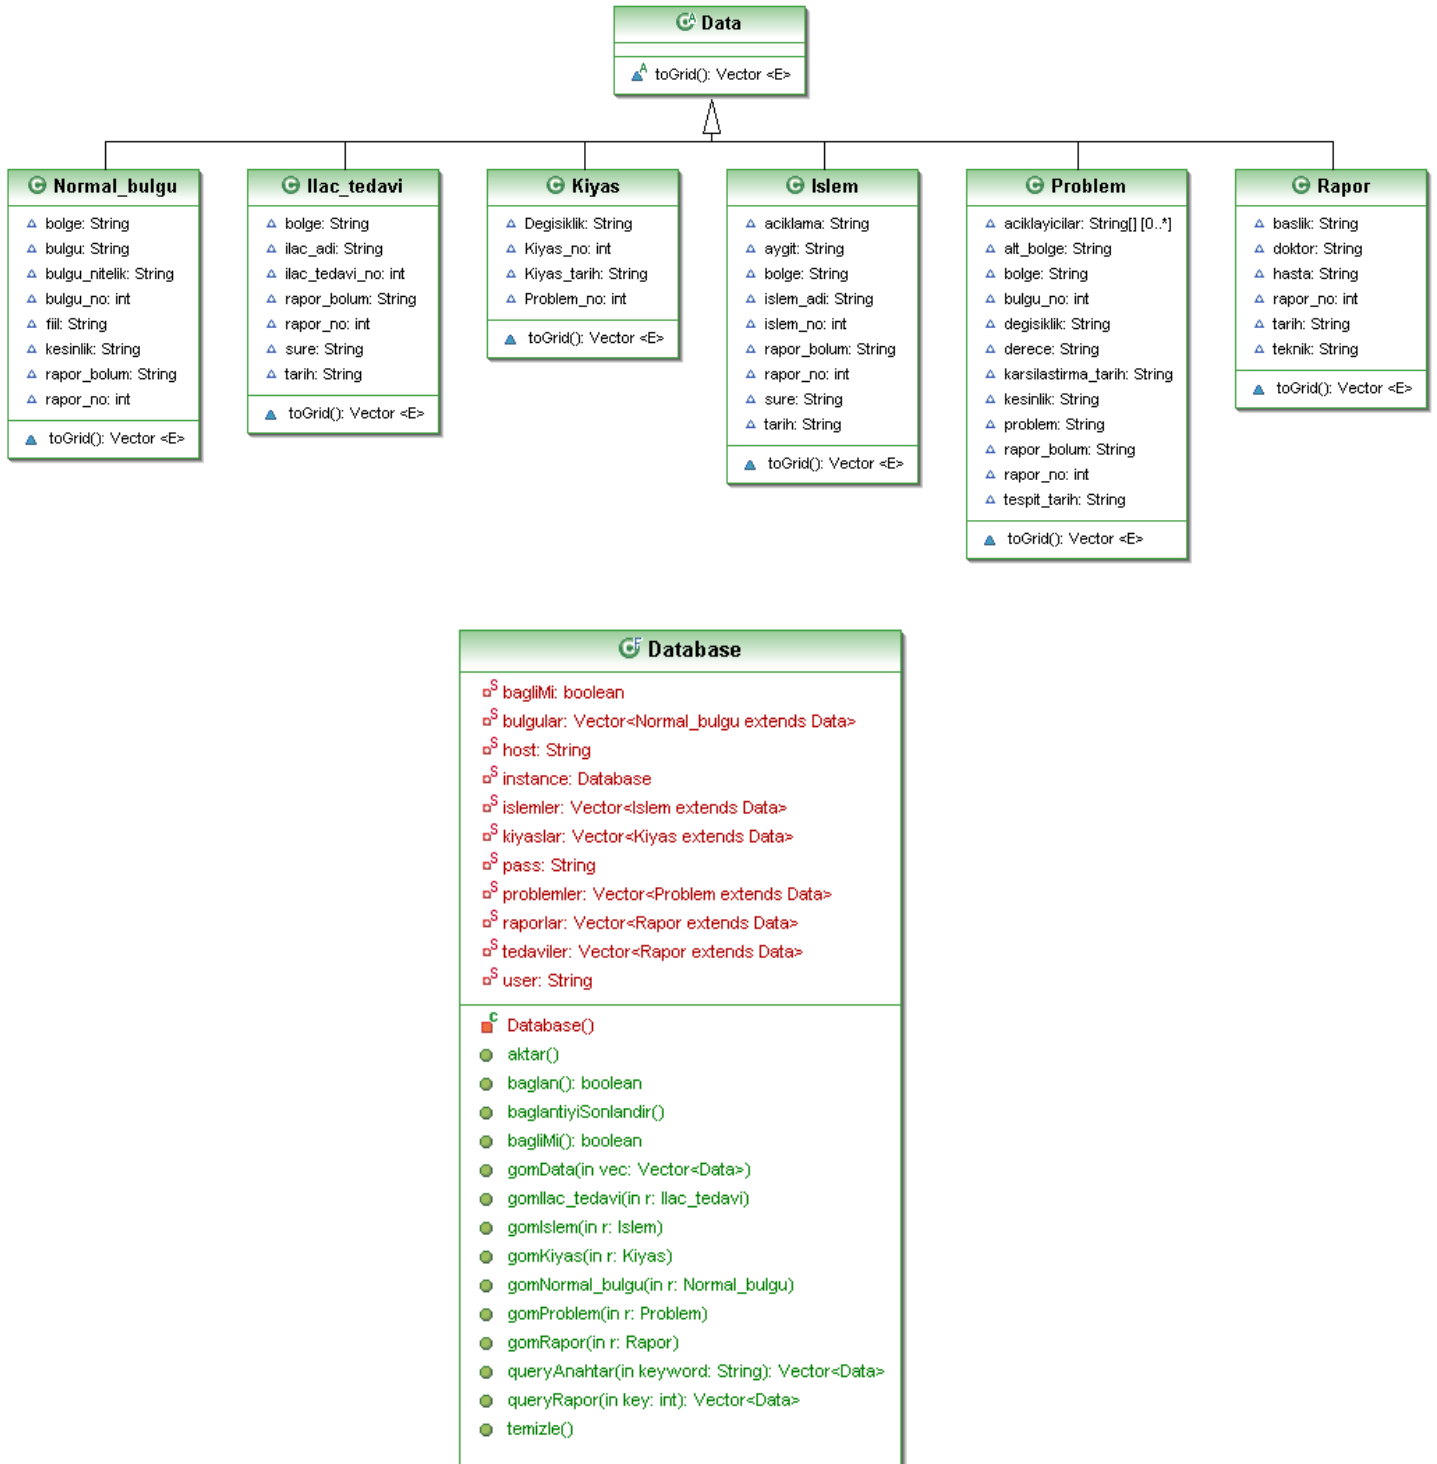 Data
toGrid(): Vector <E>
Normal_bulgu
bolge: String
bulgu: String
bulgu_nitelik: String
bulgu_no: int
fiil: String
kesinlik: String
rapor_bolum: String
rapor_no: int
toGrid(): Vector <E>
Ilac_tedavi
bolge: String
ilac_adi: String
ilac_tedavi_no: int
rapor_bolum: String
rapor_no: int
sure: String
tarih: String
toGrid(): Vector <E>
Kiyas
Degisiklik: String
Kiyas_no: int
Kiyas_tarih: String
Problem_no: int
toGrid(): Vector <E>
Islem
aciklama: String
aygit: String
bolge: String
islem_adi: String
islem_no: int
rapor_bolum: String
rapor_no: int
sure: String
tarih: String
toGrid(): Vector <E>
Problem
aciklayicilar: String[] [0..*]
alt_bolge: String
bolge: String
bulgu_no: int
degisiklik: String
derece: String
karsilastirma_tarih: String
kesinlik: String
problem: String
rapor_bolum: String
rapor_no: int
tespit_tarih: String
toGrid(): Vector <E>
Rapor
baslik: String
doktor: String
hasta: String
rapor_no: int
tarih: String
teknik: String
toGrid(): Vector <E>
Database
bagliMi: boolean
bulgular: Vector<Normal_bulgu extends Data>
host: String
instance: Database
islemler: Vector<Islem extends Data>
kiyaslar: Vector<Kiyas extends Data>
pass: String
problemler: Vector<Problem extends Data>
raporlar: Vector<Rapor extends Data>
tedaviler: Vector<Rapor extends Data>
user: String
Database()
aktar()
baglan(): boolean
baglantiyiSonlandir()
bagliMi(): boolean
gomData(in vec: Vector<Data>)
gomIlac_tedavi(in r: Ilac_tedavi)
gomIslem(in r: Islem)
gomKiyas(in r: Kiyas)
gomNormal_bulgu(in r: Normal_bulgu)
gomProblem(in r: Problem)
gomRapor(in r: Rapor)
queryAnahtar(in keyword: String): Vector<Data>
queryRapor(in key: int): Vector<Data>
temizle()